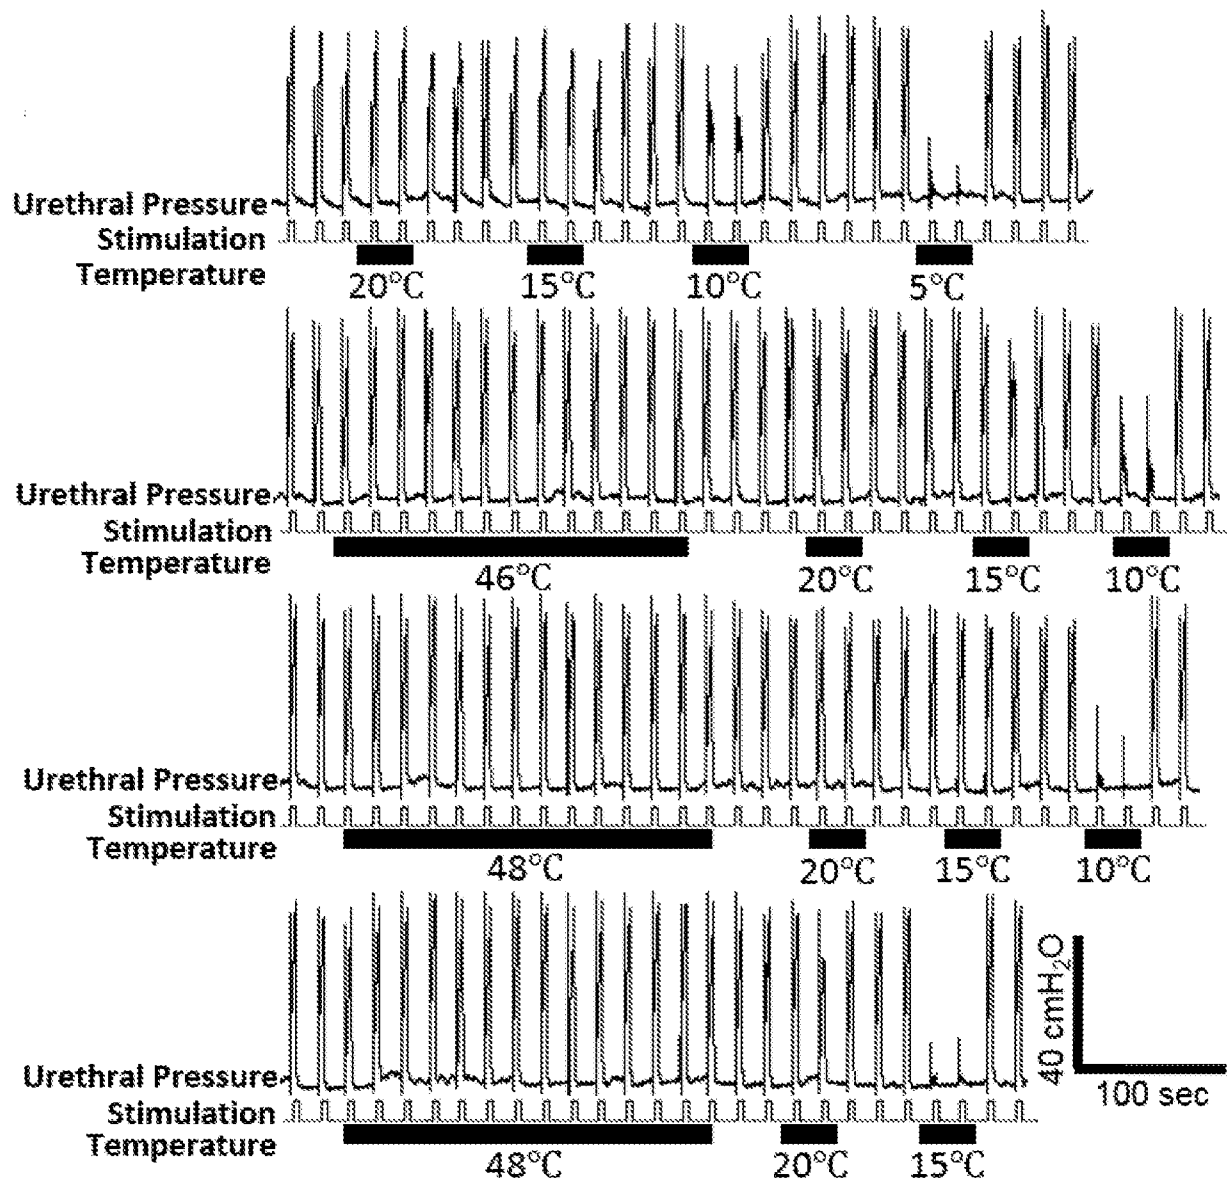 Urethral Pressure
Stimulation
Temperature
20°C 15°C 10°C 5°C
Urethral Pressure
Stimulation
Temperature
46°C 20°C 15°C 10°C
Urethral Pressure
Stimulation
Temperature
48°C 20°C 15°C 10°C
40 cmH₂O
100 sec
Urethral Pressure
Stimulation
Temperature
48°C 20°C 15°C